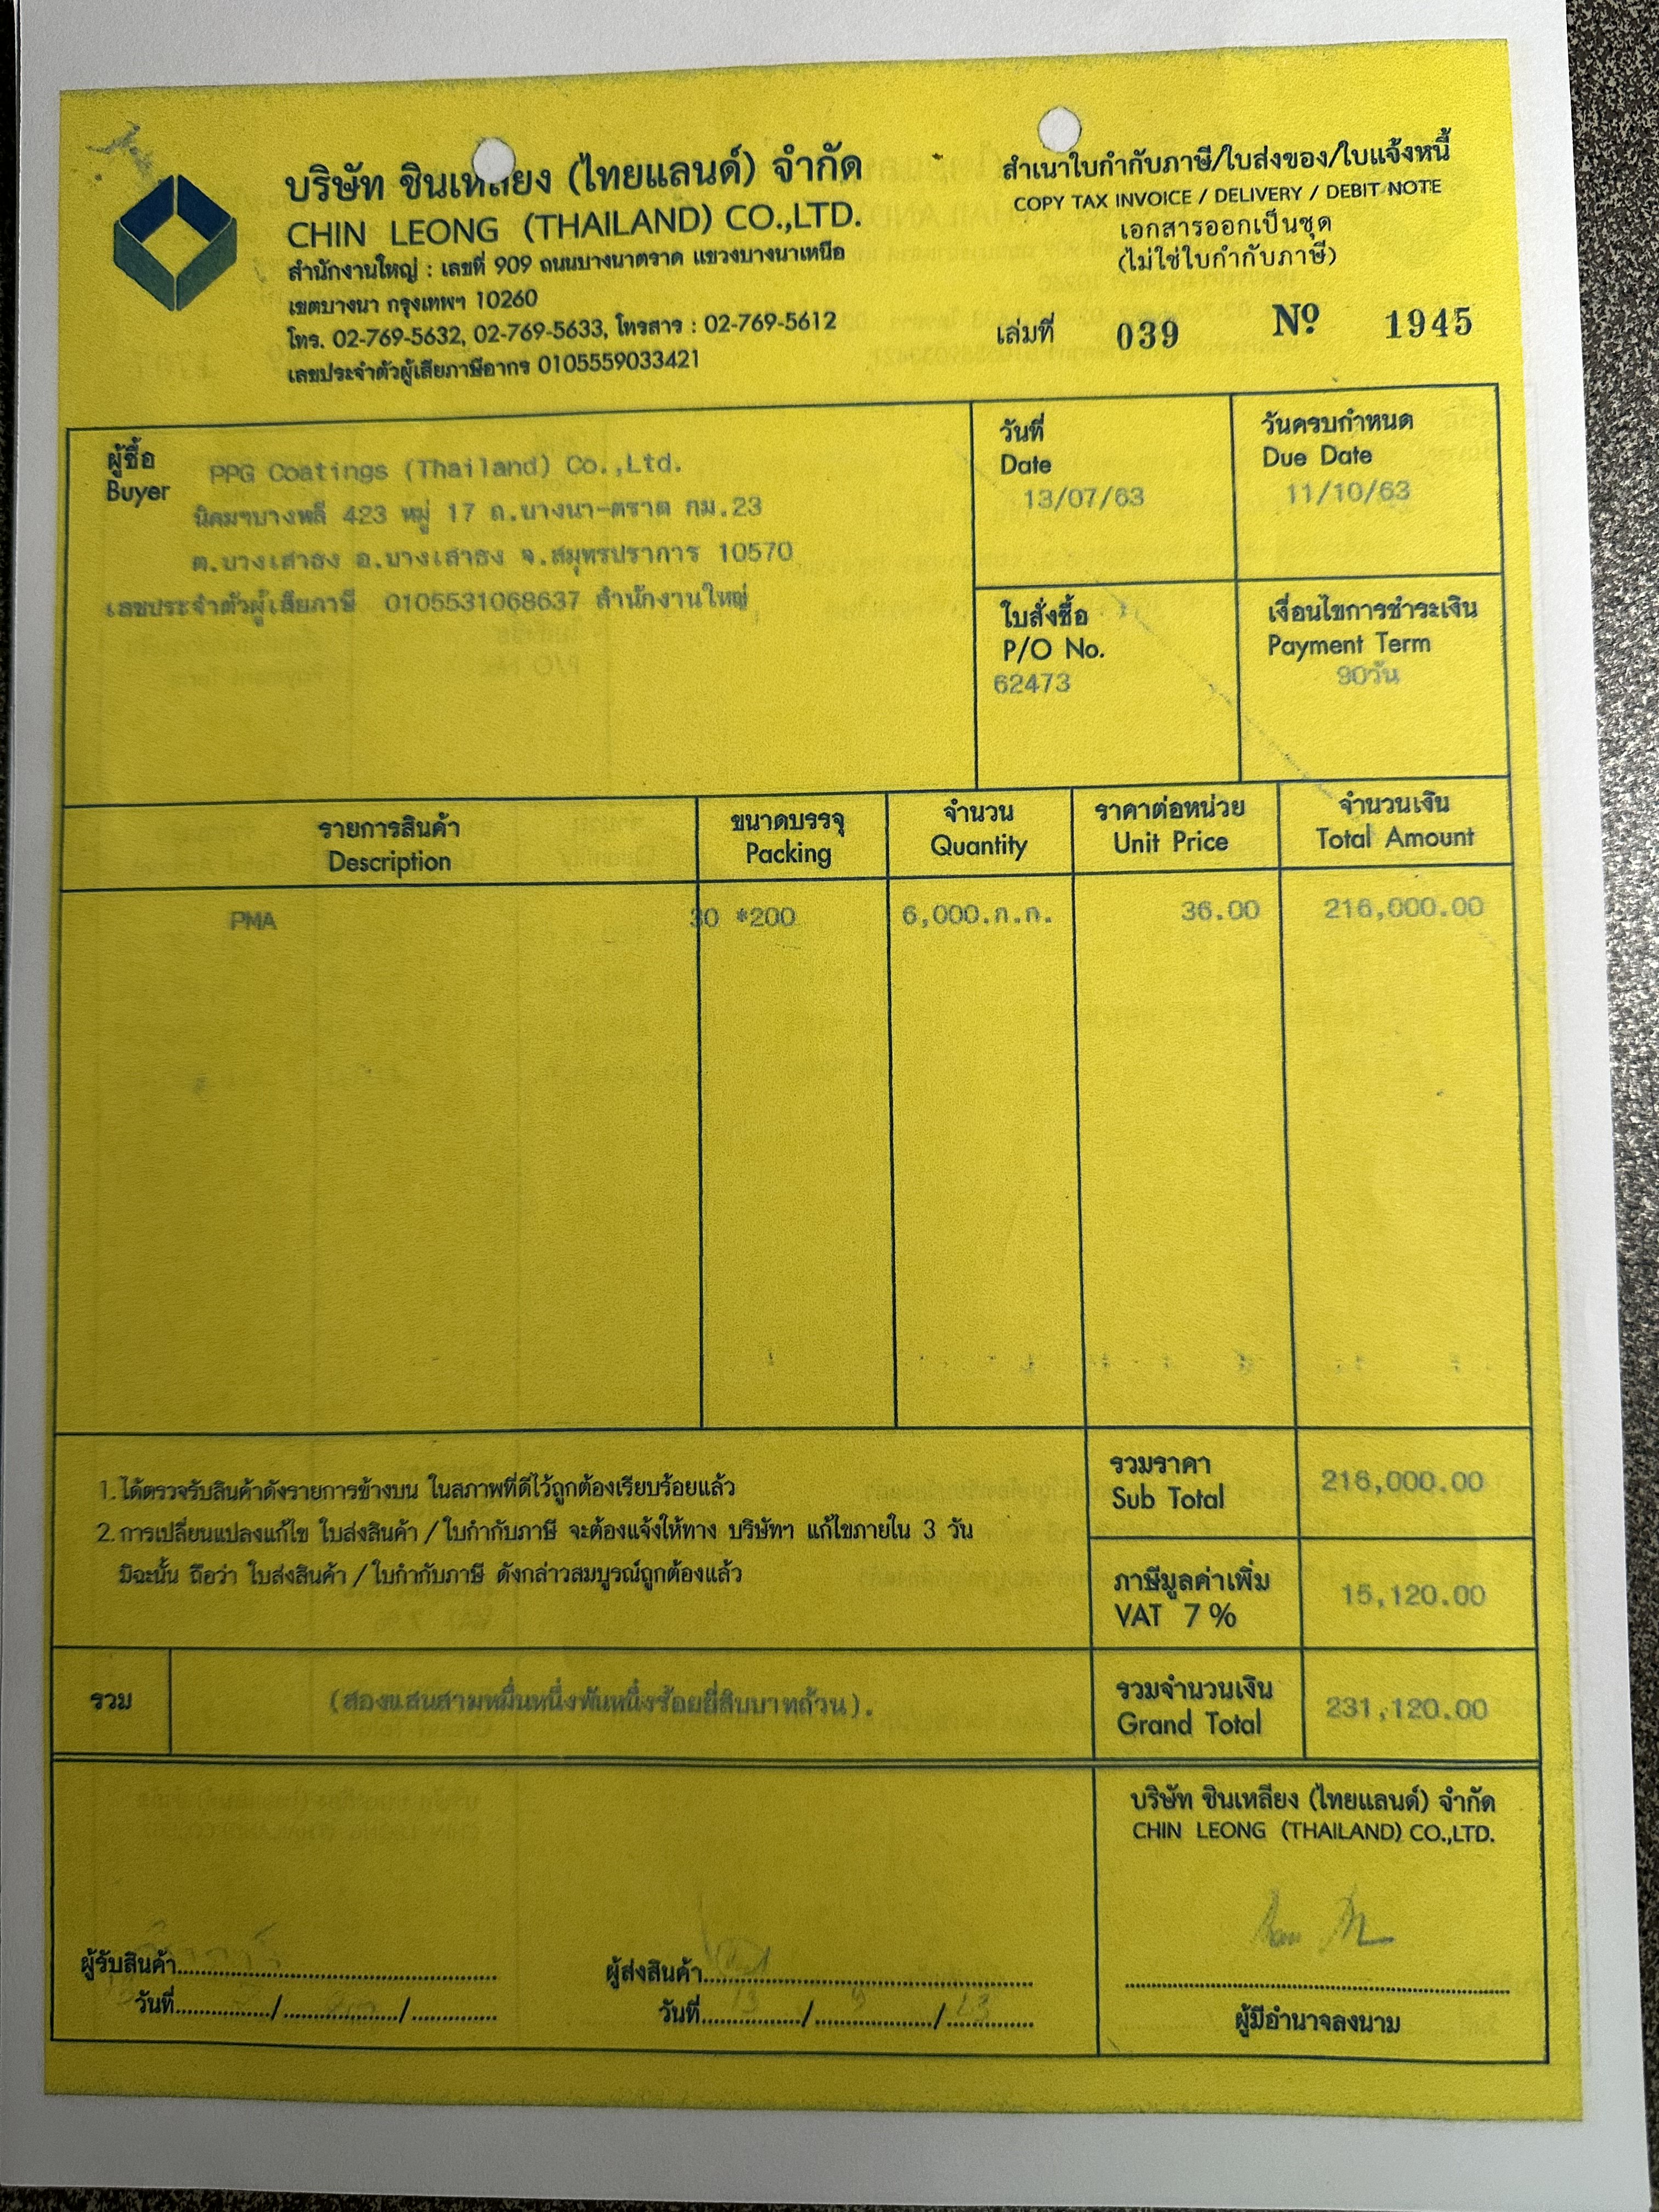 บริษัท ชินเหลียง (ไทยแลนด์) จำกัด
CHIN LEONG (THAILAND) CO.,LTD.
สำนักงานใหญ่ : เลขที่ 909 ถนนบางนาตราด แขวงบางนาเหนือ
เขตบางนา กรุงเทพฯ 10260
โทร. 02-769-5632, 02-769-5633, โทรสาร : 02-769-5612
เลขประจำตัวผู้เสียภาษีอากร 0105559033421
สำเนาใบกำกับภาษี/ใบส่งของ/ใบแจ้งหนี้
COPY TAX INVOICE / DELIVERY / DEBIT NOTE
เอกสารออกเป็นชุด
(ไม่ใช่ใบกำกับภาษี)
เล่มที่ 039 Nº 1945
ผู้ซื้อ
Buyer PPG Coatings (Thailand) Co.,Ltd.
นิคมฯบางพลี 423 หมู่ 17 ถ.บางนา-ตราด กม.23
ต.บางเสาธง อ.บางเสาธง จ.สมุทรปราการ 10570
เลขประจำตัวผู้เสียภาษี 0105531068637 สำนักงานใหญ่
วันที่
Date
13/07/63
วันครบกำหนด
Due Date
11/10/63
ใบสั่งซื้อ
P/O No.
62473
เงื่อนไขการชำระเงิน
Payment Term
90วัน
รายการสินค้า ขนาดบรรจุ จำนวน ราคาต่อหน่วย จำนวนเงิน
Description Packing Quantity Unit Price Total Amount
PMA 30 *200 6,000.ก.ก. 36.00 216,000.00
1. ได้ตรวจรับสินค้าดังรายการข้างบน ในสภาพที่ดีไว้ถูกต้องเรียบร้อยแล้ว
2. การเปลี่ยนแปลงแก้ไข ใบส่งสินค้า / ใบกำกับภาษี จะต้องแจ้งให้ทาง บริษัทฯ แก้ไขภายใน 3 วัน
มิฉะนั้น ถือว่า ใบส่งสินค้า / ใบกำกับภาษี ดังกล่าวสมบูรณ์ถูกต้องแล้ว
รวมราคา
Sub Total 216,000.00
ภาษีมูลค่าเพิ่ม
VAT 7 % 15,120.00
รวม (สองแสนสามหมื่นหนึ่งพันหนึ่งร้อยยี่สิบบาทถ้วน).
รวมจำนวนเงิน
Grand Total 231,120.00
บริษัท ชินเหลียง (ไทยแลนด์) จำกัด
CHIN LEONG (THAILAND) CO.,LTD.
ผู้รับสินค้า
วันที่ / /
ผู้ส่งสินค้า
วันที่ 13 / / 63
ผู้มีอำนาจลงนาม